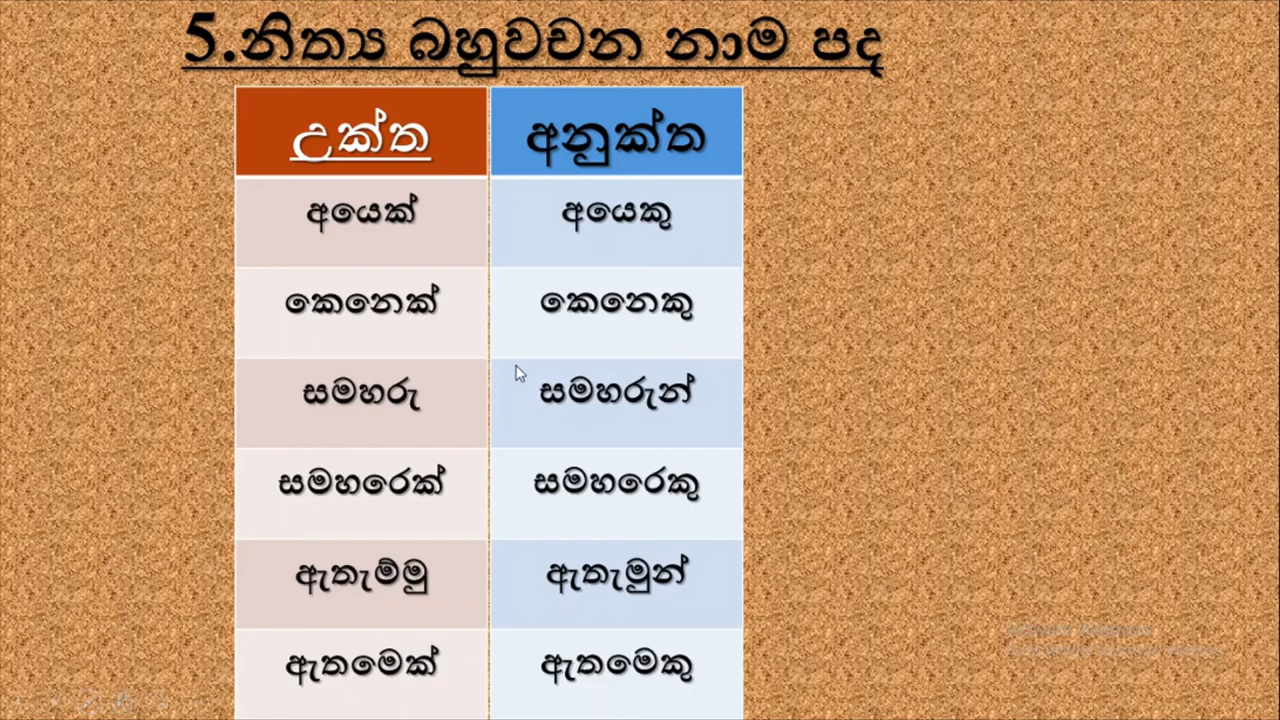 5.නිත්‍ය බහුවචන නාම පද
උක්ත අනුක්ත
අයෙක් අයෙකු
කෙනෙක් කෙනෙකු
සමහරු සමහරුන්
සමහරෙක් සමහරෙකු
ඇතැම්මු ඇතැමුන්
ඇතමෙක් ඇතමෙකු